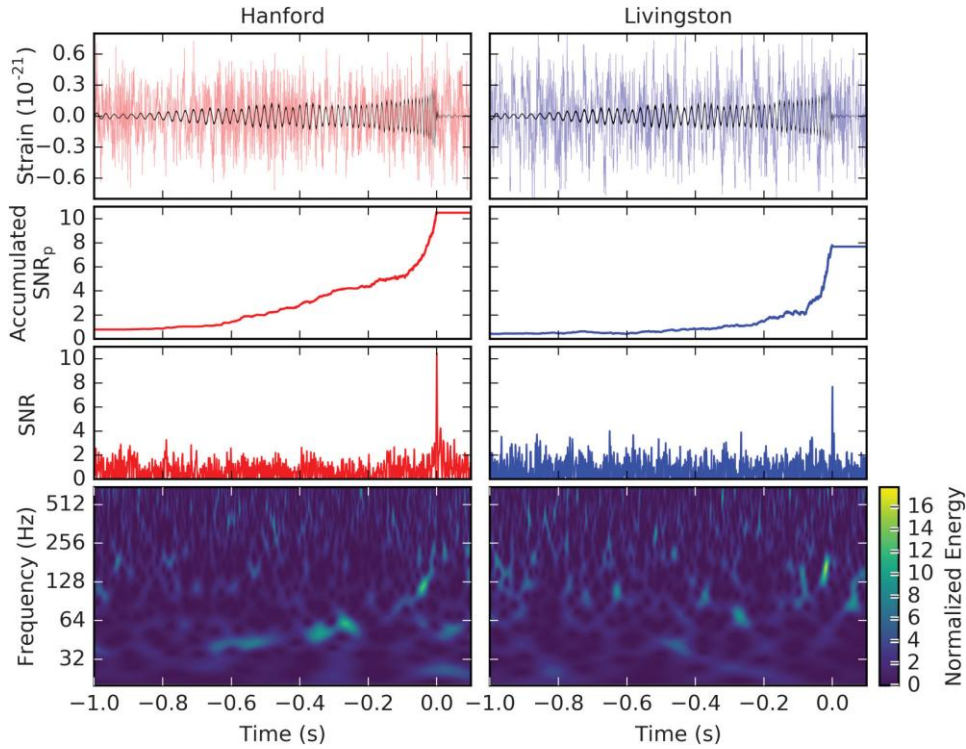 Hanford
Livingston
Strain (10⁻²¹)
0.6
0.3
0.0
−0.3
−0.6
Accumulated
SNRₚ
10
8
6
4
2
0
SNR
10
8
6
4
2
0
Frequency (Hz)
512
256
128
64
32
−1.0 −0.8 −0.6 −0.4 −0.2 0.0
−1.0 −0.8 −0.6 −0.4 −0.2 0.0
Time (s)
Time (s)
16
14
12
10
8
6
4
2
0
Normalized Energy